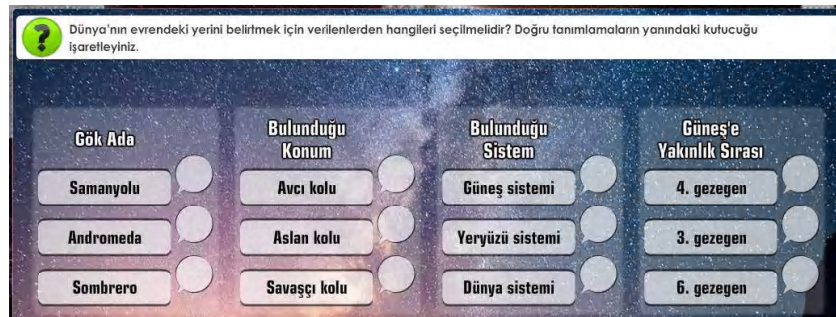 Dünya'nın evrendeki yerini belirtmek için verilenlerden hangileri seçilmelidir? Doğru tanımlamaların yanındaki kutucuğu
işaretleyiniz.
Gök Ada
Samanyolu
Andromeda
Sombrero
Bulunduğu
Konum
Avcı kolu
Aslan kolu
Savaşçı kolu
Bulunduğu
Sistem
Güneş sistemi
Yeryüzü sistemi
Dünya sistemi
Güneş'e
Yakınlık Sırası
4. gezegen
3. gezegen
6. gezegen